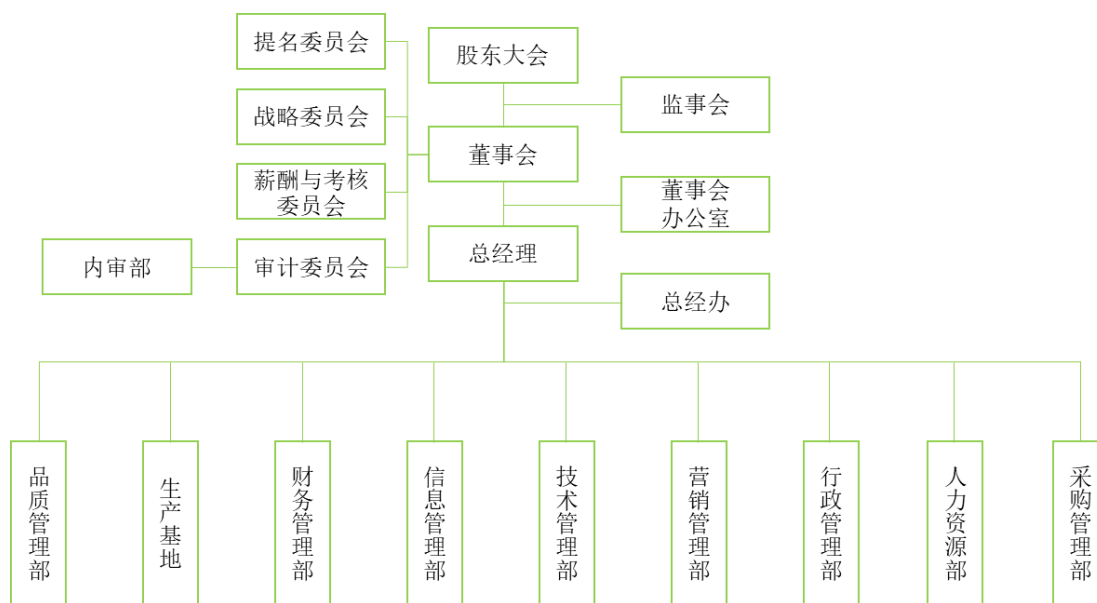 提名委员会
股东大会
战略委员会
监事会
董事会
薪酬与考核
委员会
董事会
办公室
总经理
内审部
审计委员会
总经办
品质管理部
生产基地
财务管理部
信息管理部
技术管理部
营销管理部
行政管理部
人力资源部
采购管理部